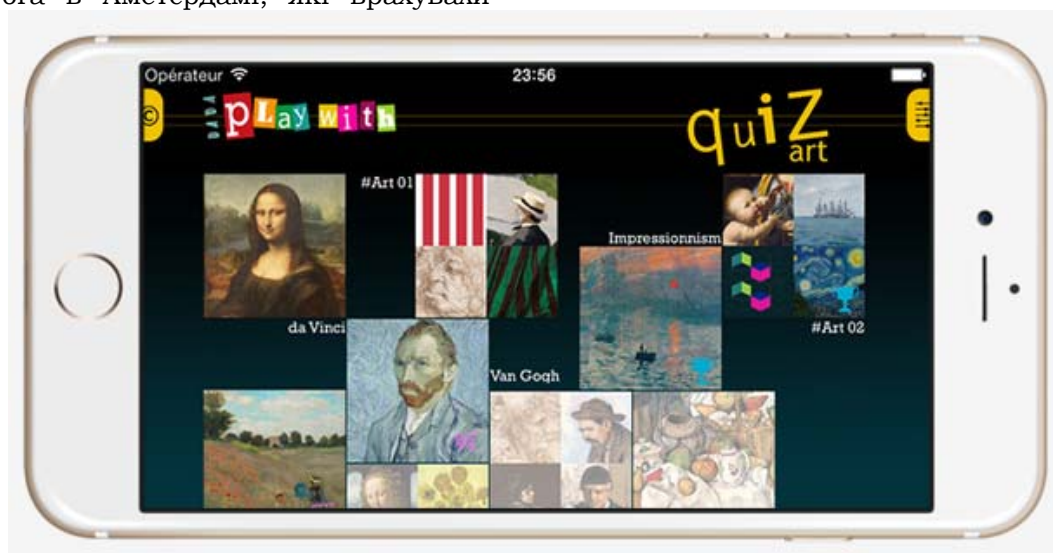 ога в Амстердамі, які врахували
Opérateur 23:56
©
DADA play with
quiz art
#Art 01
Impressionnism
da Vinci
#Art 02
Van Gogh